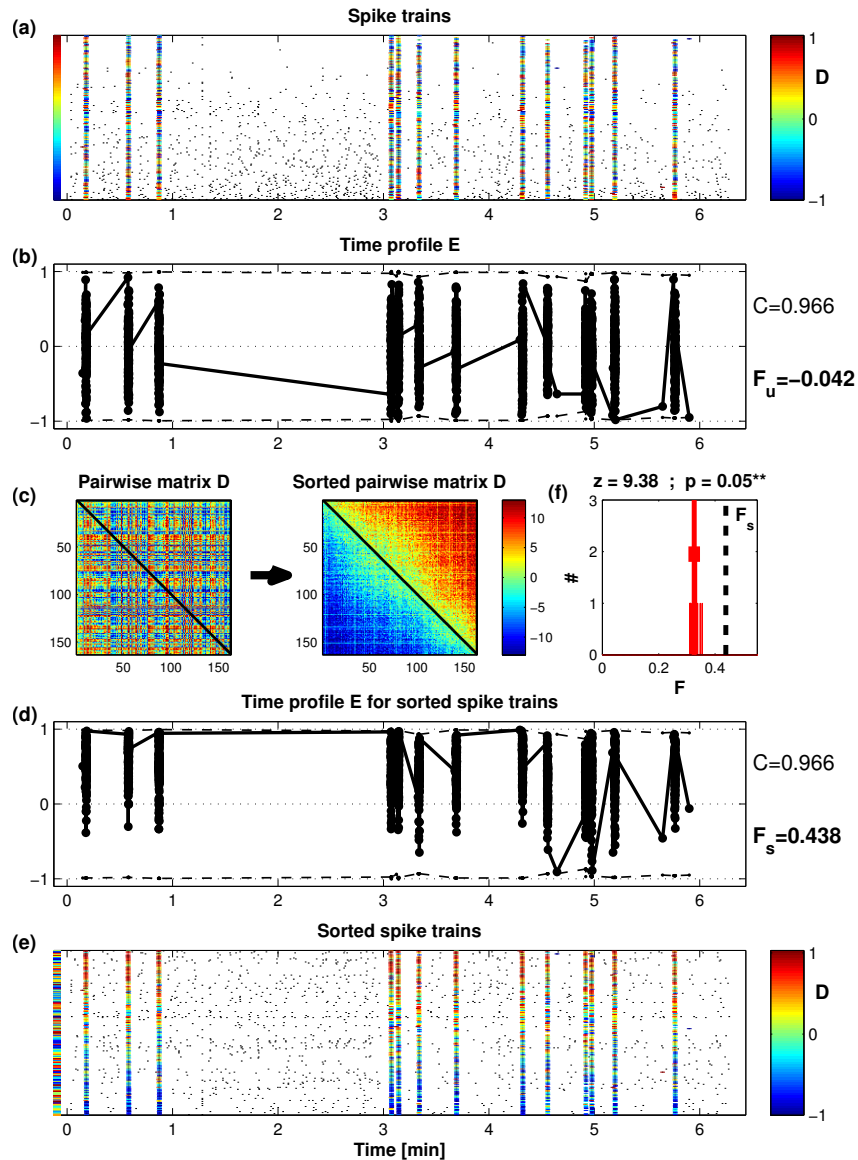 (a) Spike trains
1
D
0
−1
0 1 2 3 4 5 6
(b) Time profile E
1
0
−1
C=0.966
F_u=−0.042
0 1 2 3 4 5 6
(c) Pairwise matrix D
50
100
150
50 100 150
Sorted pairwise matrix D
50 100 150
10
5
0
−5
−10
(f) z = 9.38 ; p = 0.05**
3
2
1
0
#
F_s
0 0.2 0.4
F
Time profile E for sorted spike trains
(d)
1
0
−1
C=0.966
F_s=0.438
0 1 2 3 4 5 6
Sorted spike trains
(e)
1
D
0
−1
0 1 2 3 4 5 6
Time [min]